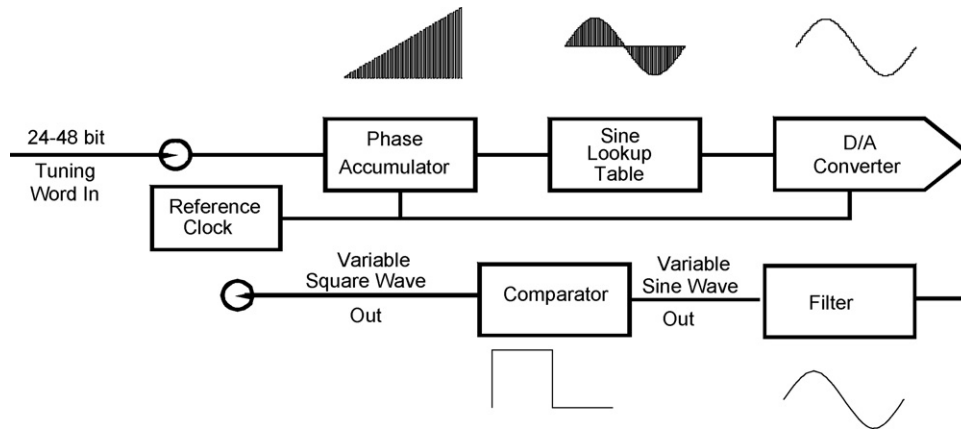 24-48 bit
Tuning
Word In
Phase
Accumulator
Sine
Lookup
Table
D/A
Converter
Reference
Clock
Variable
Square Wave
Out
Comparator
Variable
Sine Wave
Out
Filter